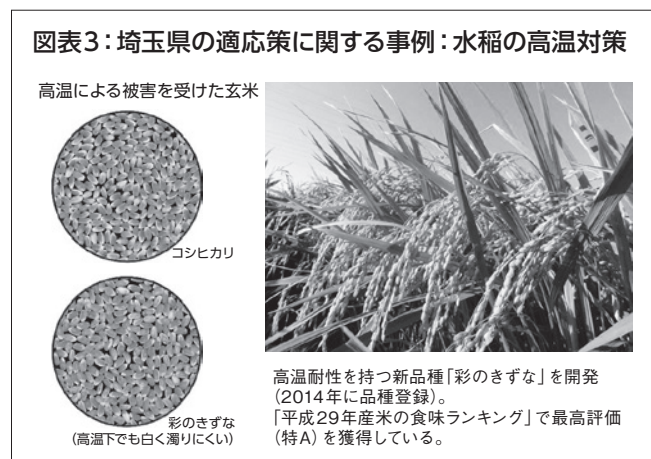 図表3：埼玉県の適応策に関する事例：水稲の高温対策
高温による被害を受けた玄米
コシヒカリ
彩のきずな
(高温下でも白く濁りにくい)
高温耐性を持つ新品種「彩のきずな」を開発
(2014年に品種登録)。
「平成29年産米の食味ランキング」で最高評価
(特A)を獲得している。